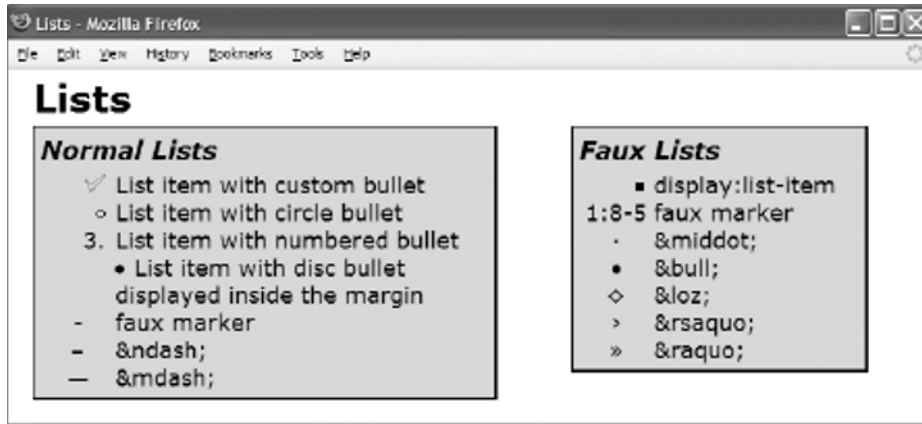 Lists - Mozilla Firefox
File Edit View History Bookmarks Tools Help
Lists
Normal Lists
List item with custom bullet
List item with circle bullet
3. List item with numbered bullet
• List item with disc bullet
displayed inside the margin
- faux marker
– &ndash;
— &mdash;
Faux Lists
▪ display:list-item
1:8-5 faux marker
· &middot;
• &bull;
◇ &loz;
› &rsaquo;
» &raquo;